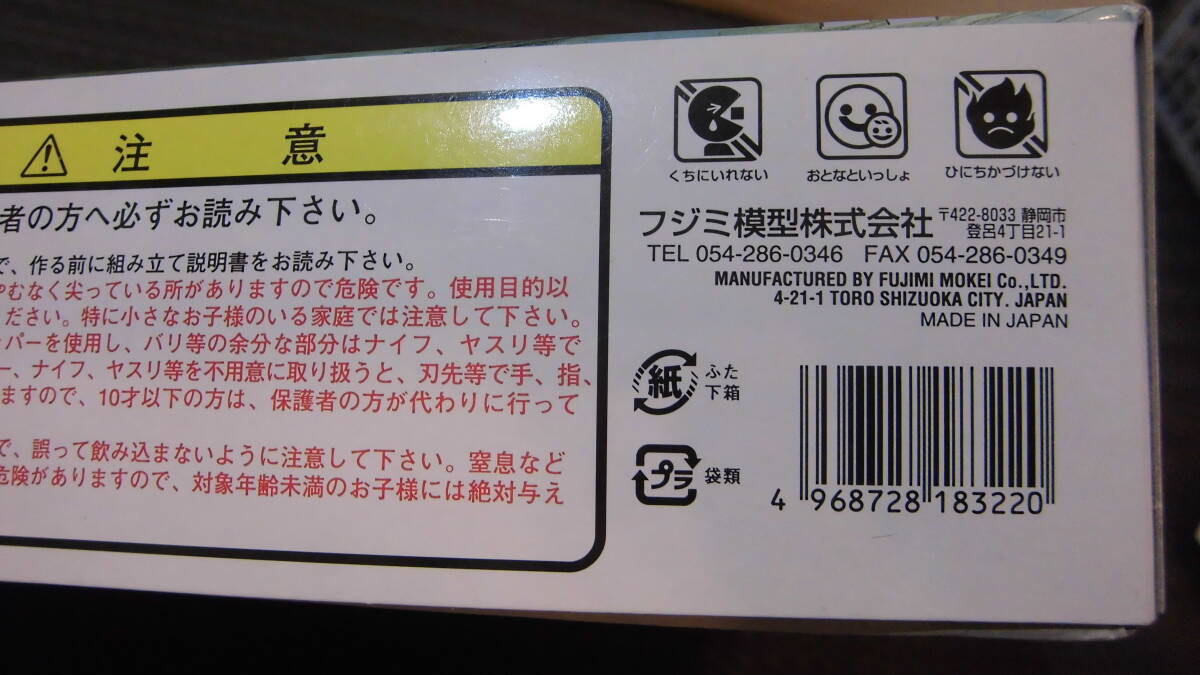 注 意
者の方へ必ずお読み下さい。
で、作る前に組み立て説明書をお読み下さい。
やむなく尖っている所がありますので危険です。使用目的以
ください。特に小さなお子様のいる家庭では注意して下さい。
ッパーを使用し、バリ等の余分な部分はナイフ、ヤスリ等で
ー、ナイフ、ヤスリ等を不用意に取り扱うと、刃先等で手、指、
ますので、10才以下の方は、保護者の方が代わりに行って
で、誤って飲み込まないように注意して下さい。窒息など
危険がありますので、対象年齢未満のお子様には絶対与え
くちにいれない
おとなといっしょ
ひにちかづけない
フジミ模型株式会社
〒422-8033 静岡市
登呂4丁目21-1
TEL 054-286-0346 FAX 054-286-0349
MANUFACTURED BY FUJIMI MOKEI Co.,LTD.
4-21-1 TORO SHIZUOKA CITY. JAPAN
MADE IN JAPAN
紙
ふた
下箱
プラ
袋類
4 968728 183220